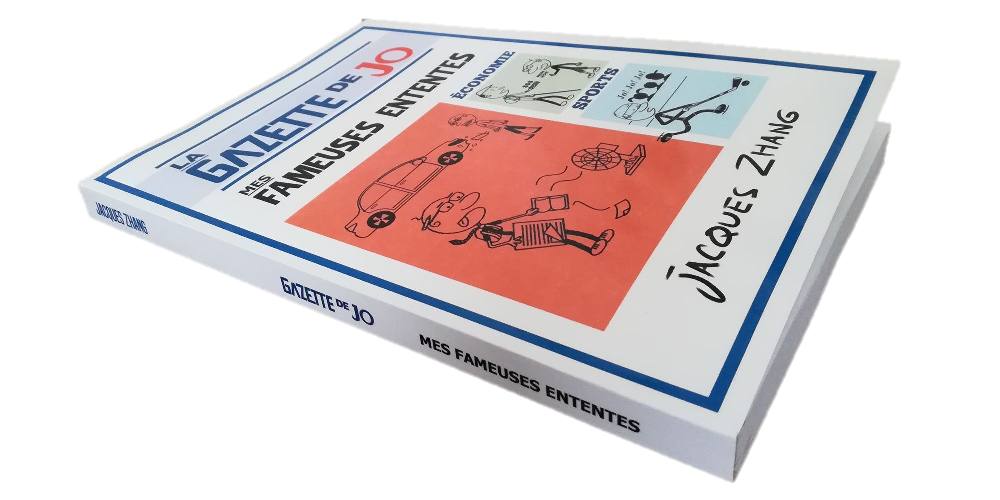 LA
GAZETTE DE JO
MES
FAMEUSES ENTENTES
ÉCONOMIE
SPORTS
JACQUES ZHANG
JACQUES ZHANG
GAZETTE DE JO
MES FAMEUSES ENTENTES